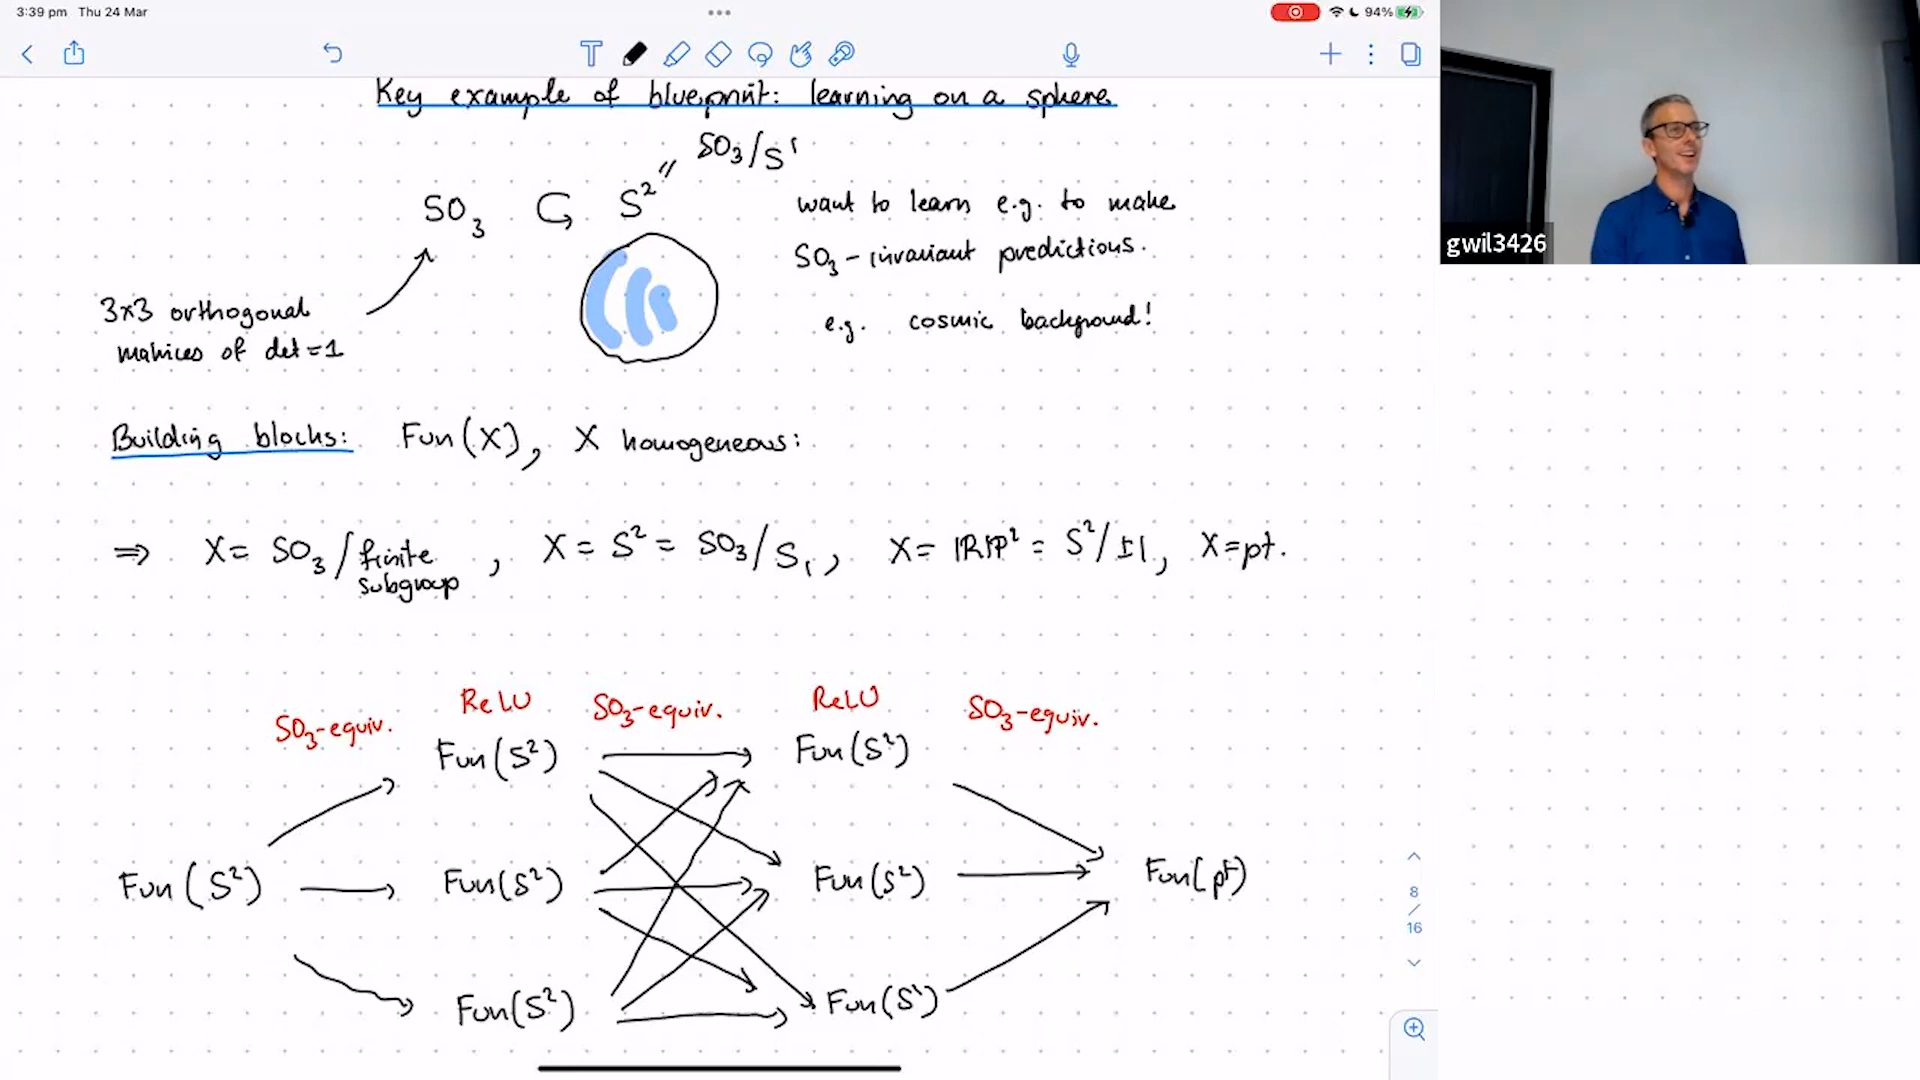 3:39 pm Thu 24 Mar
94%
Key example of blueprint: learning on a sphere
SO₃/S¹
SO₃ S² want to learn e.g. to make
SO₃-invariant predictions.
3x3 orthogonal
matrices of det=1
e.g. cosmic background!
gwil3426
Building blocks: Fun(X), X homogeneous:
⇒ X = SO₃/finite subgroup, X = S² = SO₃/S₁, X = RP² = S²/±1, X=pt.
SO₃-equiv. ReLU SO₃-equiv. ReLU SO₃-equiv.
Fun(S²) Fun(S²)
Fun(S²) Fun(S²) Fun(S²) Fun(pt)
Fun(S²) Fun(S²)
8
/
16